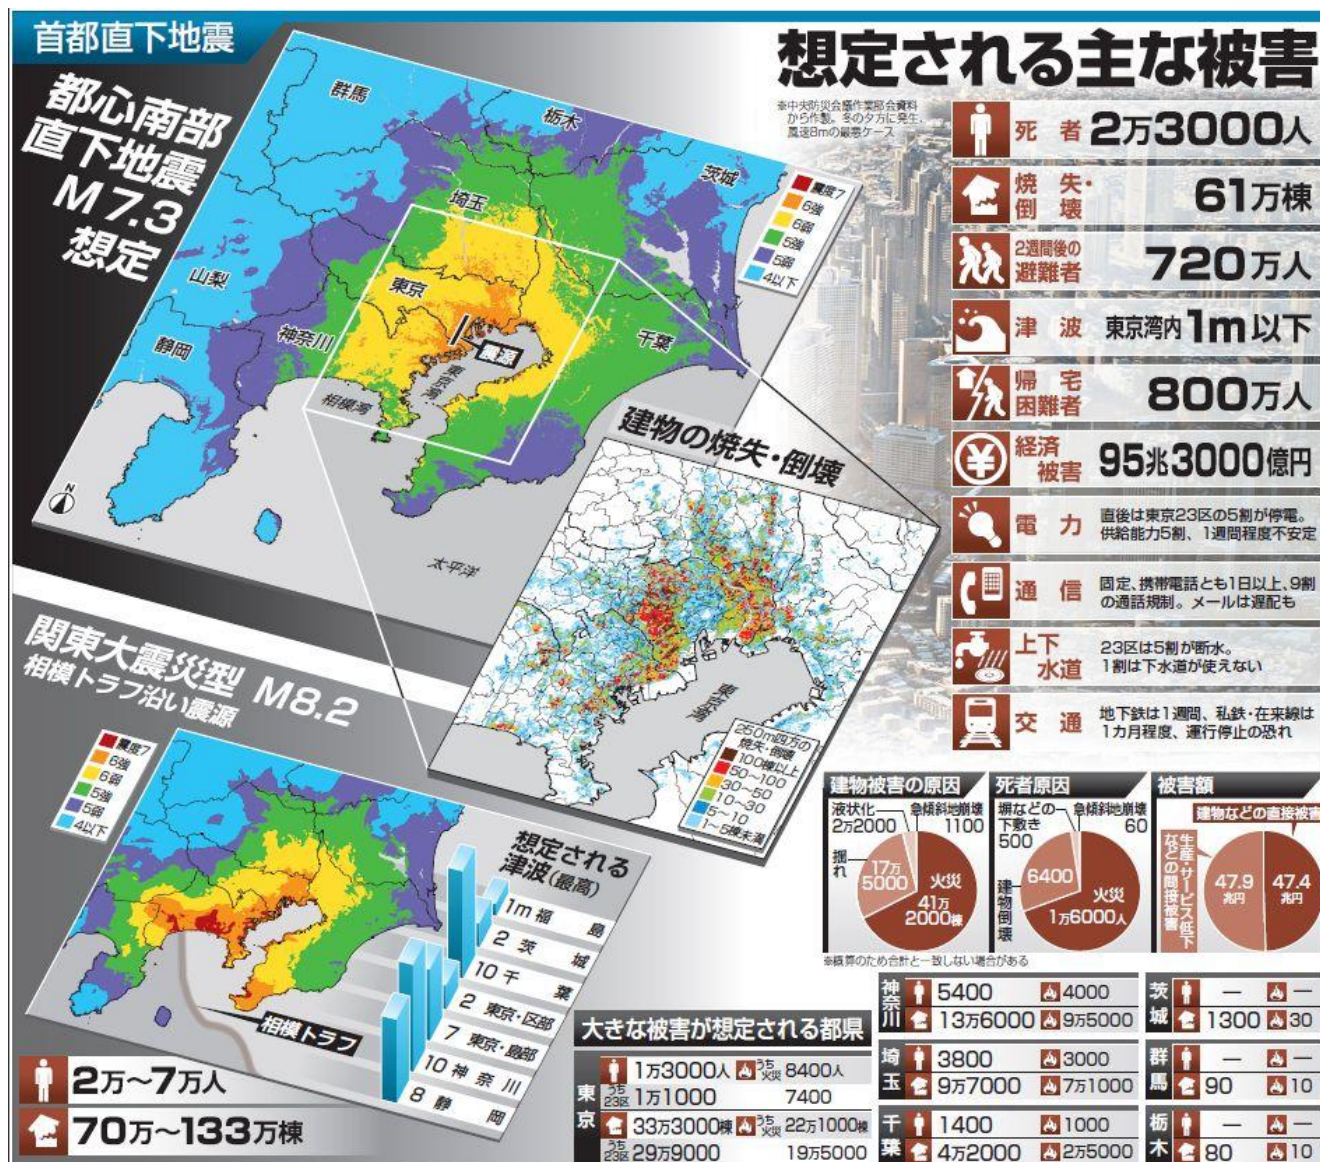 首都直下地震
都心南部
直下地震
M7.3
想定
群馬
栃木
茨城
埼玉
東京
山梨
神奈川
静岡
千葉
震源
東京湾
相模湾
太平洋
N
震度7
6強
6弱
5強
5弱
4以下
想定される主な被害
※中央防災会議作業部会資料
から作製。冬の夕方に発生、
風速8mの最悪ケース
死者 2万3000人
焼失・
倒壊
61万棟
2週間後の
避難者
720万人
津波 東京湾内1m以下
帰宅
困難者
800万人
経済
被害
95兆3000億円
電力
直後は東京23区の5割が停電。
供給能力5割、1週間程度不安定
通信
固定、携帯電話とも1日以上、9割
の通話規制。メールは遅配も
上下
水道
23区は5割が断水。
1割は下水道が使えない
交通
地下鉄は1週間、私鉄・在来線は
1カ月程度、運行停止の恐れ
建物の焼失・倒壊
東京湾
250m四方の
焼失・倒壊
100棟以上
50〜100
30〜50
10〜30
5〜10
1〜5棟未満
関東大震災型 M8.2
相模トラフ沿い震源
震度7
6強
6弱
5強
5弱
4以下
相模トラフ
想定される
津波(最高)
1m福島
2茨城
10千葉
2東京・区部
7東京・島部
10神奈川
8静岡
2万〜7万人
70万〜133万棟
建物被害の原因
液状化
2万2000
急傾斜地崩壊
1100
揺れ
17万
5000
火災
41万
2000棟
死者原因
塀などの
下敷き
500
急傾斜地崩壊
60
建物倒壊
6400
火災
1万6000人
被害額
建物などの直接被害
生産・サービス低下
などの間接被害
47.9
兆円
47.4
兆円
※概算のため合計と一致しない場合がある
大きな被害が想定される都県
東京
1万3000人 うち火災 8400人
うち23区 1万1000 7400
33万3000棟 うち火災 22万1000棟
うち23区 29万9000 19万5000
神奈川
5400 4000
13万6000 9万5000
埼玉
3800 3000
9万7000 7万1000
千葉
1400 1000
4万2000 2万5000
茨城
— —
1300 30
群馬
— —
90 10
栃木
— —
80 10